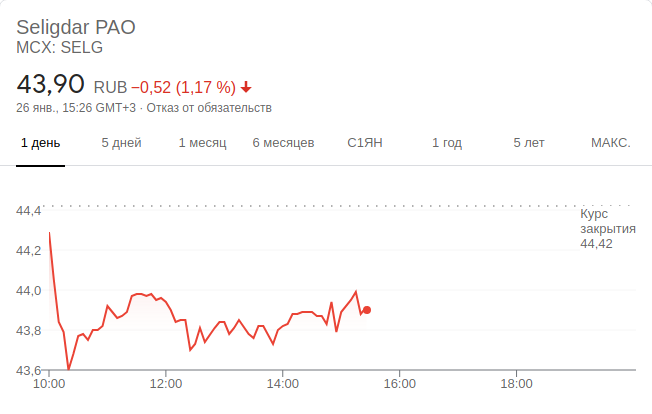 Seligdar PAO
MCX: SELG
43,90 RUB −0,52 (1,17 %)
26 янв., 15:26 GMT+3 · Отказ от обязательств
1 день 5 дней 1 месяц 6 месяцев С1ЯН 1 год 5 лет МАКС.
44,4
Курс
закрытия
44,42
44,2
44,0
43,8
43,6
10:00 12:00 14:00 16:00 18:00